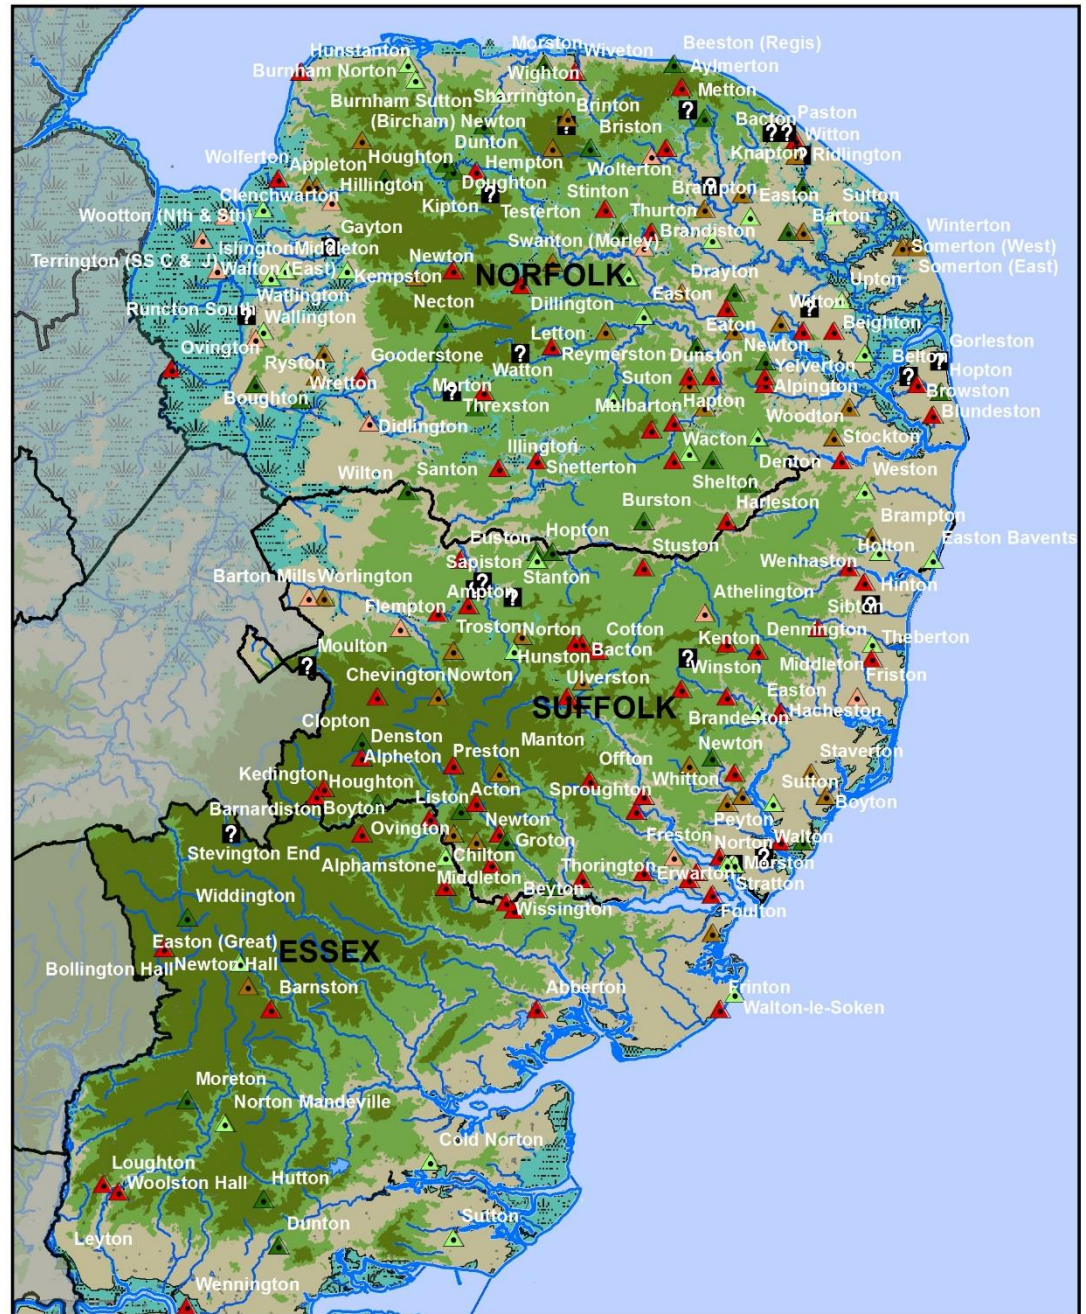 Hunstanton
Morston
Wiveton
Beeston (Regis)
Burnham Norton
Wighton
Aylmerton
Burnham Sutton
Sharrington
Metton
(Bircham) Newton
Brinton
Briston
Bacton
Paston
Witton
Knapton
Ridlington
Wolferton
Appleton
Houghton
Dunton
Hempton
Wolterton
Clenchwarton
Hillington
Doughton
Stinton
Brampton
Easton
Sutton
Wootton (Nth & Sth)
Kipton
Testerton
Thurton
Barton
Gayton
Brandiston
Winterton
Islington
Middleton
Swanton (Morley)
Somerton (West)
Terrington (SS C & J)
Walton (East)
Kempston
Newton
NORFOLK
Drayton
Somerton (East)
Upton
Watlington
Necton
Dillington
Easton
Witton
Runcton South
Wallington
Letton
Eaton
Beighton
Ovington
Ryston
Gooderstone
Watton
Reymerston
Dunston
Newton
Yelverton
Gorleston
Belton
Hopton
Boughton
Wretton
Morton
Threxston
Suton
Hapton
Alpington
Browston
Mulbarton
Woodton
Blundeston
Didlington
Illington
Wacton
Stockton
Wilton
Santon
Shetterton
Denton
Weston
Shelton
Burston
Harleston
Brampton
Euston
Hopton
Stuston
Holton
Easton Bavents
Sapiston
Stanton
Wenhaston
Barton Mills
Worlington
Ampton
Athelington
Hinton
Flempton
Sibton
Troston
Norton
Cotton
Dennington
Moulton
Hunston
Bacton
Kenton
Theberton
Chevington
Nowton
Ulverston
Winston
Middleton
Friston
SUFFOLK
Easton
Brandeston
Hacheston
Clopton
Denston
Manton
Newton
Staverton
Alpheton
Preston
Offton
Whitton
Kedington
Houghton
Acton
Sproughton
Sutton
Barnardiston
Boyton
Liston
Peyton
Boyton
Ovington
Newton
Freston
Norton
Walton
Stevington End
Groton
Alphamstone
Chilton
Thorington
Erwarton
Morston
Middleton
Beyton
Stratton
Widdington
Wissington
Foulton
Easton (Great)
ESSEX
Bollington Hall
Newton Hall
Barnston
Abberton
Frinton
Walton-le-Soken
Moreton
Norton Mandeville
Cold Norton
Loughton
Woolston Hall
Hutton
Sutton
Leyton
Dunton
Wennington